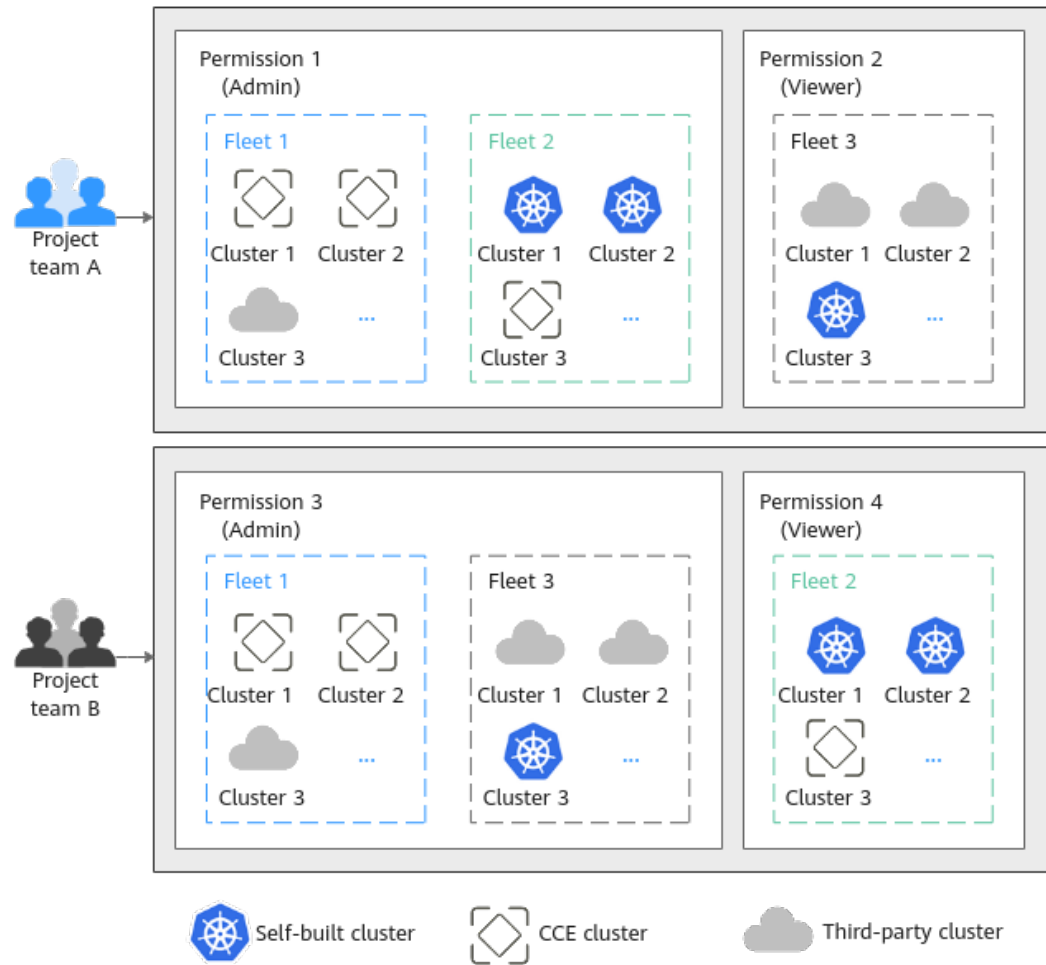 Permission 1
(Admin)
Permission 2
(Viewer)
Fleet 1
Fleet 2
Fleet 3
Cluster 1
Cluster 2
Cluster 1
Cluster 2
Cluster 1
Cluster 2
Project
team A
...
...
...
Cluster 3
Cluster 3
Cluster 3
Permission 3
(Admin)
Permission 4
(Viewer)
Fleet 1
Fleet 3
Fleet 2
Cluster 1
Cluster 2
Cluster 1
Cluster 2
Cluster 1
Cluster 2
Project
team B
...
...
...
Cluster 3
Cluster 3
Cluster 3
Self-built cluster
CCE cluster
Third-party cluster